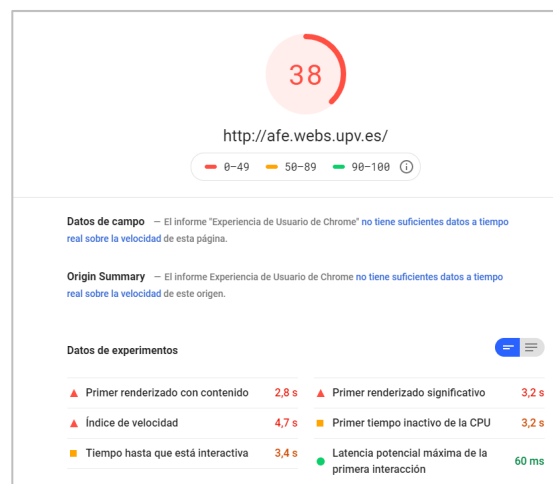 38
http://afe.webs.upv.es/
0–49 50–89 90–100
Datos de campo — El informe "Experiencia de Usuario de Chrome" no tiene suficientes datos a tiempo
real sobre la velocidad de esta página.
Origin Summary — El informe Experiencia de Usuario de Chrome no tiene suficientes datos a tiempo
real sobre la velocidad de este origen.
Datos de experimentos
Primer renderizado con contenido 2,8 s
Primer renderizado significativo 3,2 s
Índice de velocidad 4,7 s
Primer tiempo inactivo de la CPU 3,2 s
Tiempo hasta que está interactiva 3,4 s
Latencia potencial máxima de la
primera interacción 60 ms